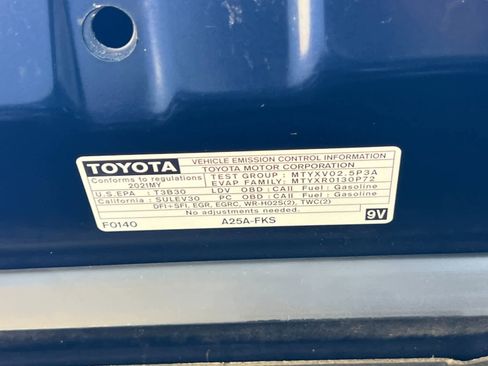 TOYOTA
VEHICLE EMISSION CONTROL INFORMATION
TOYOTA MOTOR CORPORATION
Conforms to regulations
2021MY
TEST GROUP : MTYXV02.5P3A
EVAP FAMILY: MTYXR0130P72
U.S.EPA : T3B30 LDV OBD: CAII Fuel : Gasoline
California : SULEV30 PC OBD: CAII Fuel : Gasoline
DFI+SFI, EGR, EGRC, WR-HO2S(2), TWC(2)
No adjustments needed.
F0140 A25A-FKS 9V